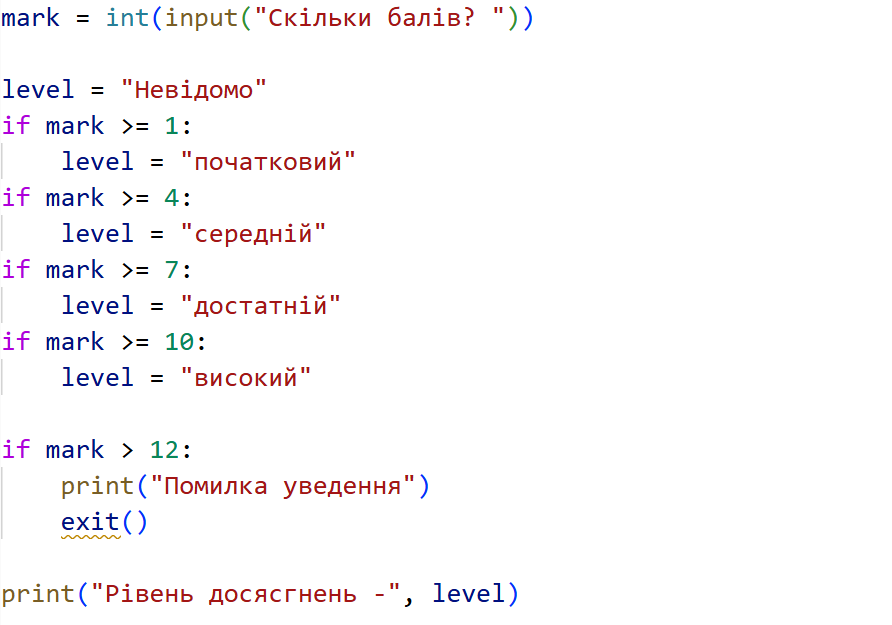 mark = int(input("Скільки балів? "))
level = "Невідомо"
if mark >= 1:
    level = "початковий"
if mark >= 4:
    level = "середній"
if mark >= 7:
    level = "достатній"
if mark >= 10:
    level = "високий"
if mark > 12:
    print("Помилка уведення")
    exit()
print("Рівень досясгнень -", level)